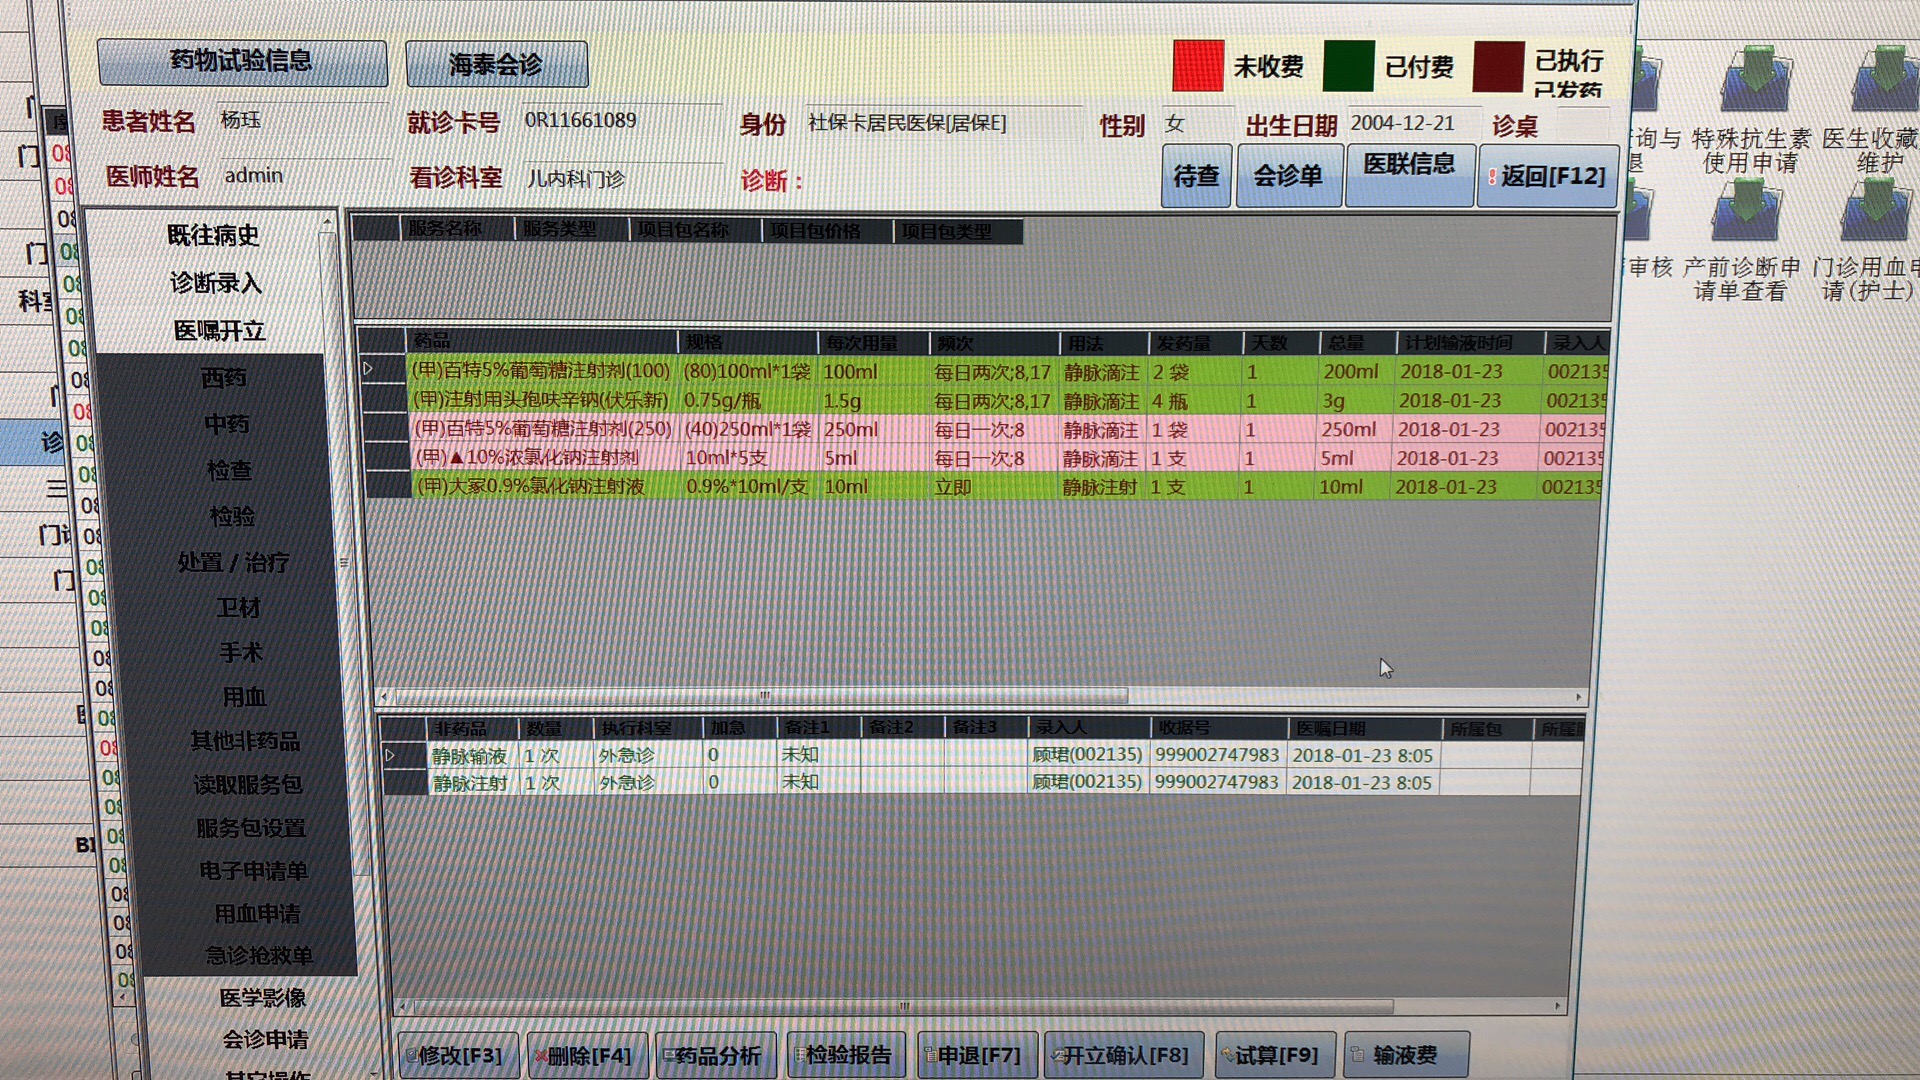 药物试验信息 海泰会诊 未收费 已付费 已执行
已发药
患者姓名 杨珏 就诊卡号 0R11661089 身份 社保卡居民医保[居保E] 性别 女 出生日期 2004-12-21 诊桌
医师姓名 admin 看诊科室 儿内科门诊 诊断： 待查 会诊单 医联信息 返回[F12]
既往病史
诊断录入
医嘱开立
西药
中药
检查
检验
处置 / 治疗
卫材
手术
用血
其他非药品
读取服务包
服务包设置
电子申请单
用血申请
急诊抢救单
医学影像
会诊申请
其它操作
服务名称 服务类型 项目包名称 项目包价格 项目包类型
药品 规格 每次用量 频次 用法 发药量 天数 总量 计划输液时间 录入人
(甲)百特5%葡萄糖注射剂(100) (80)100ml*1袋 100ml 每日两次;8,17 静脉滴注 2 袋 1 200ml 2018-01-23 002135
(甲)注射用头孢呋辛钠(伏乐新) 0.75g/瓶 1.5g 每日两次;8,17 静脉滴注 4 瓶 1 3g 2018-01-23 002135
(甲)百特5%葡萄糖注射剂(250) (40)250ml*1袋 250ml 每日一次;8 静脉滴注 1 袋 1 250ml 2018-01-23 002135
(甲)▲10%浓氯化钠注射剂 10ml*5支 5ml 每日一次;8 静脉滴注 1 支 1 5ml 2018-01-23 002135
(甲)大冢0.9%氯化钠注射液 0.9%*10ml/支 10ml 立即 静脉注射 1 支 1 10ml 2018-01-23 002135
非药品 数量 执行科室 加急 备注1 备注2 备注3 录入人 收据号 医嘱日期 所属包 所属
静脉输液 1 次 外急诊 0 未知 顾珺(002135) 999002747983 2018-01-23 8:05
静脉注射 1 次 外急诊 0 未知 顾珺(002135) 999002747983 2018-01-23 8:05
修改[F3] 删除[F4] 药品分析 检验报告 申退[F7] 开立确认[F8] 试算[F9] 输液费
询与 特殊抗生素 医生收藏
退 使用申请 维护
审核 产前诊断申 门诊用血申
请单查看 请(护士)